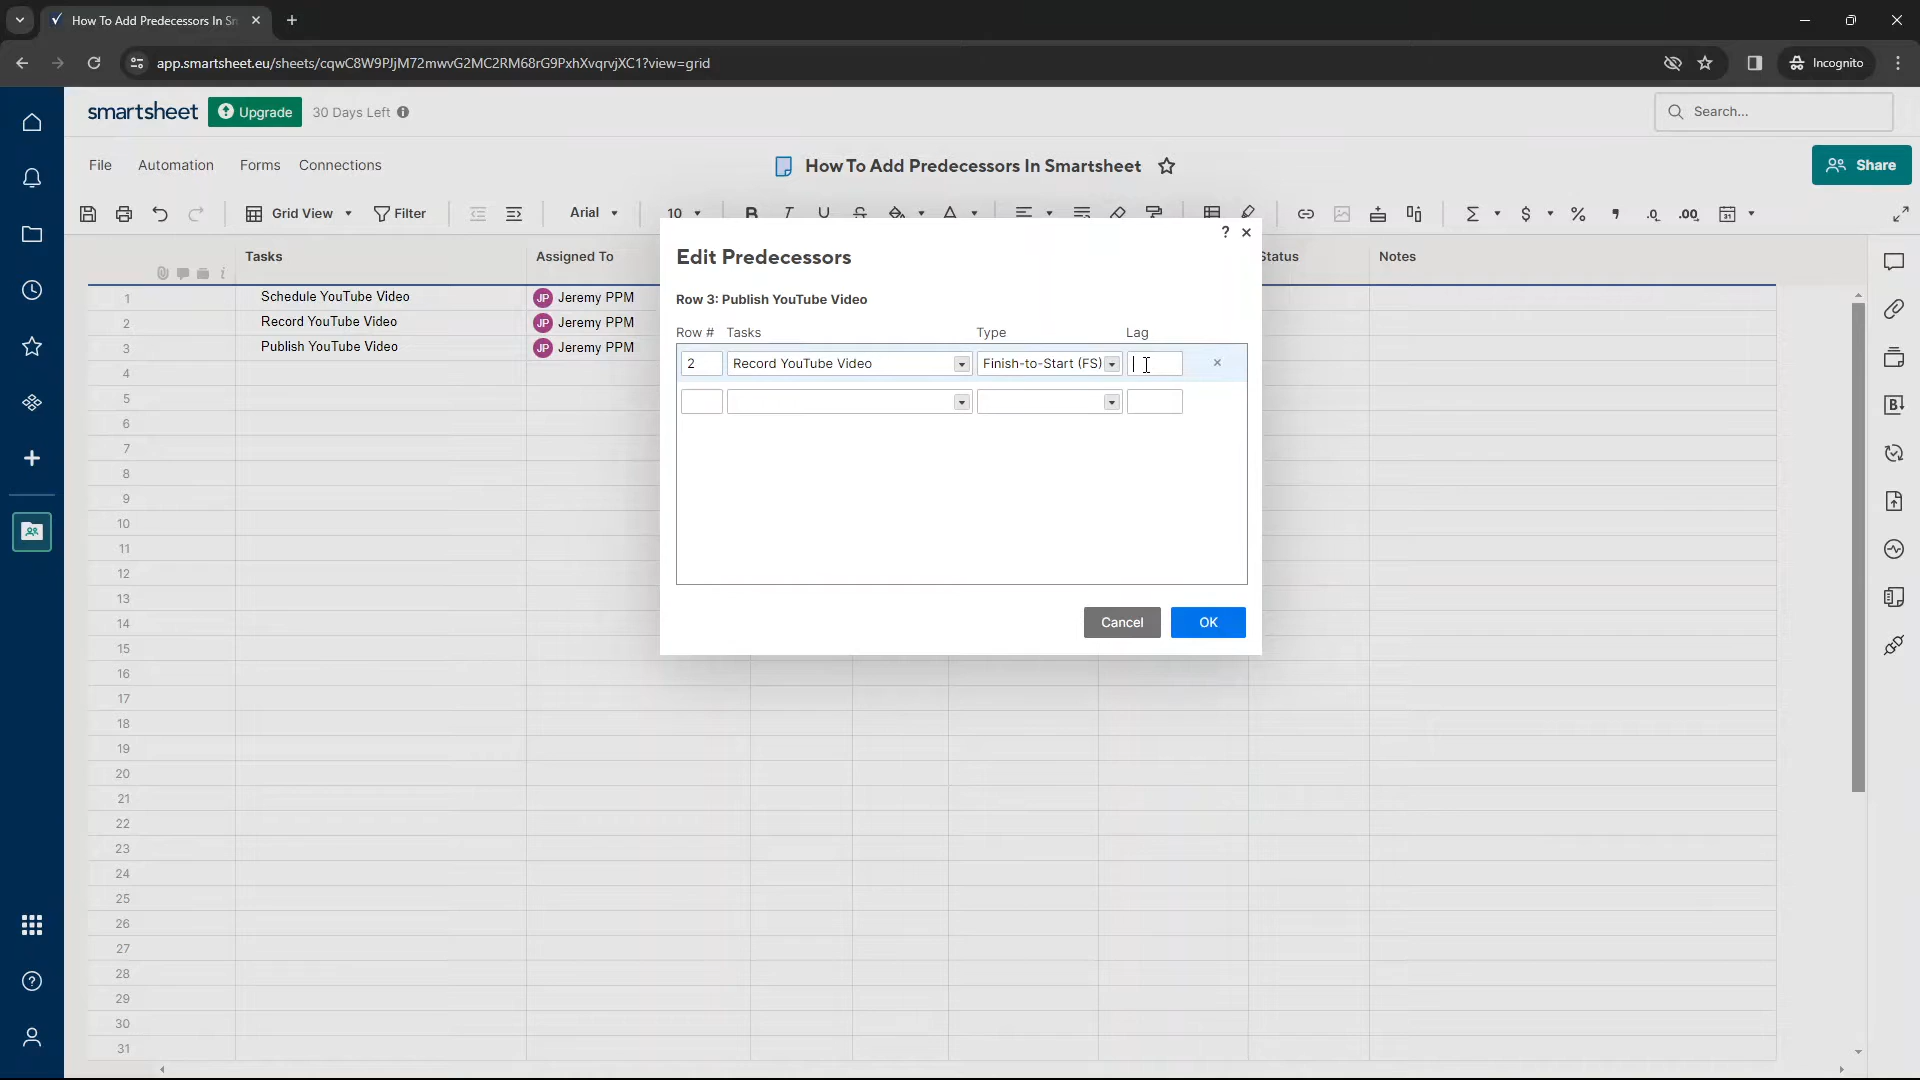 How To Add Predecessors In Sm
app.smartsheet.eu/sheets/cqwC8W9PJjM72mwvG2MC2RM68rG9PxhXvqrvjXC1?view=grid
Incognito
smartsheet
Upgrade
30 Days Left
Search...
File
Automation
Forms
Connections
How To Add Predecessors In Smartsheet
Share
Grid View
Filter
Arial
10
Edit Predecessors
Row 3: Publish YouTube Video
Row #
Tasks
Type
Lag
2
Record YouTube Video
Finish-to-Start (FS)
Cancel
OK
Tasks
Assigned To
Status
Notes
1
Schedule YouTube Video
JP
Jeremy PPM
2
Record YouTube Video
JP
Jeremy PPM
3
Publish YouTube Video
JP
Jeremy PPM
4
5
6
7
8
9
10
11
12
13
14
15
16
17
18
19
20
21
22
23
24
25
26
27
28
29
30
31